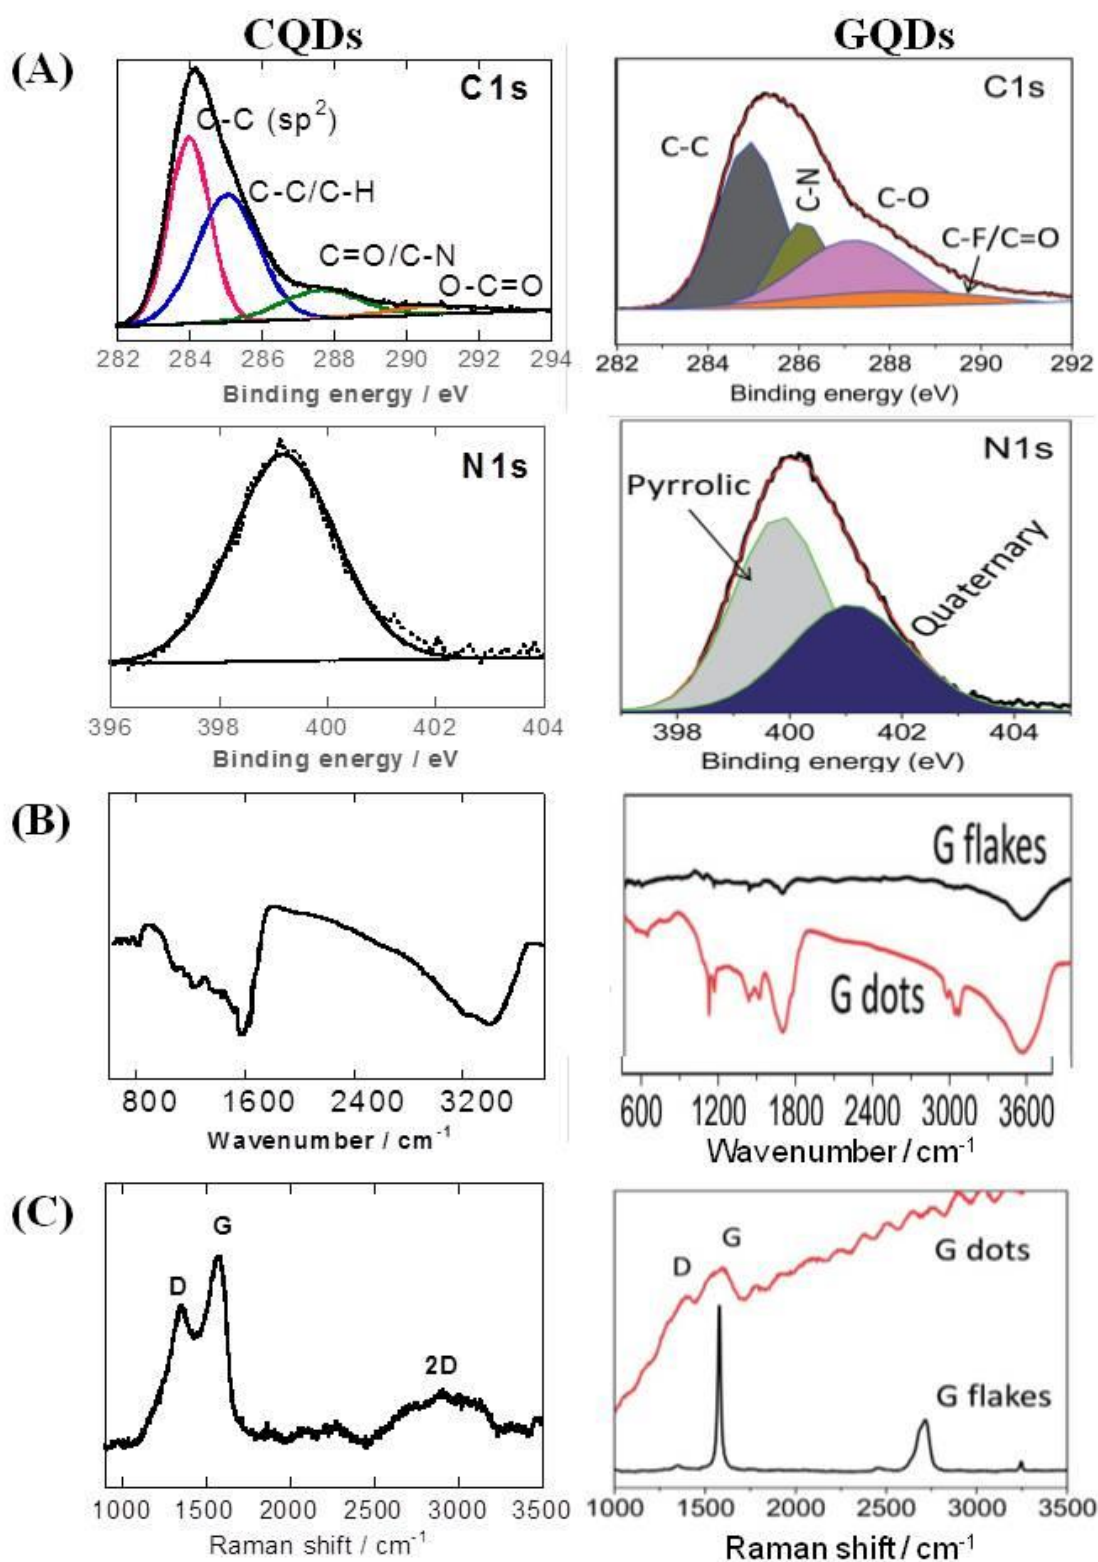 CQDs
GQDs
(A)
C1s
C-C (sp²)
C-C/C-H
C=O/C-N
O-C=O
282 284 286 288 290 292 294
Binding energy / eV
C1s
C-C
C-N
C-O
C-F/C=O
282 284 286 288 290 292
Binding energy (eV)
N1s
396 398 400 402 404
Binding energy / eV
N1s
Pyrrolic
Quaternary
398 400 402 404
Binding energy (eV)
(B)
800 1600 2400 3200
Wavenumber / cm⁻¹
G flakes
G dots
600 1200 1800 2400 3000 3600
Wavenumber / cm⁻¹
(C)
D
G
2D
1000 1500 2000 2500 3000 3500
Raman shift / cm⁻¹
D
G
G dots
G flakes
1000 1500 2000 2500 3000 3500
Raman shift / cm⁻¹